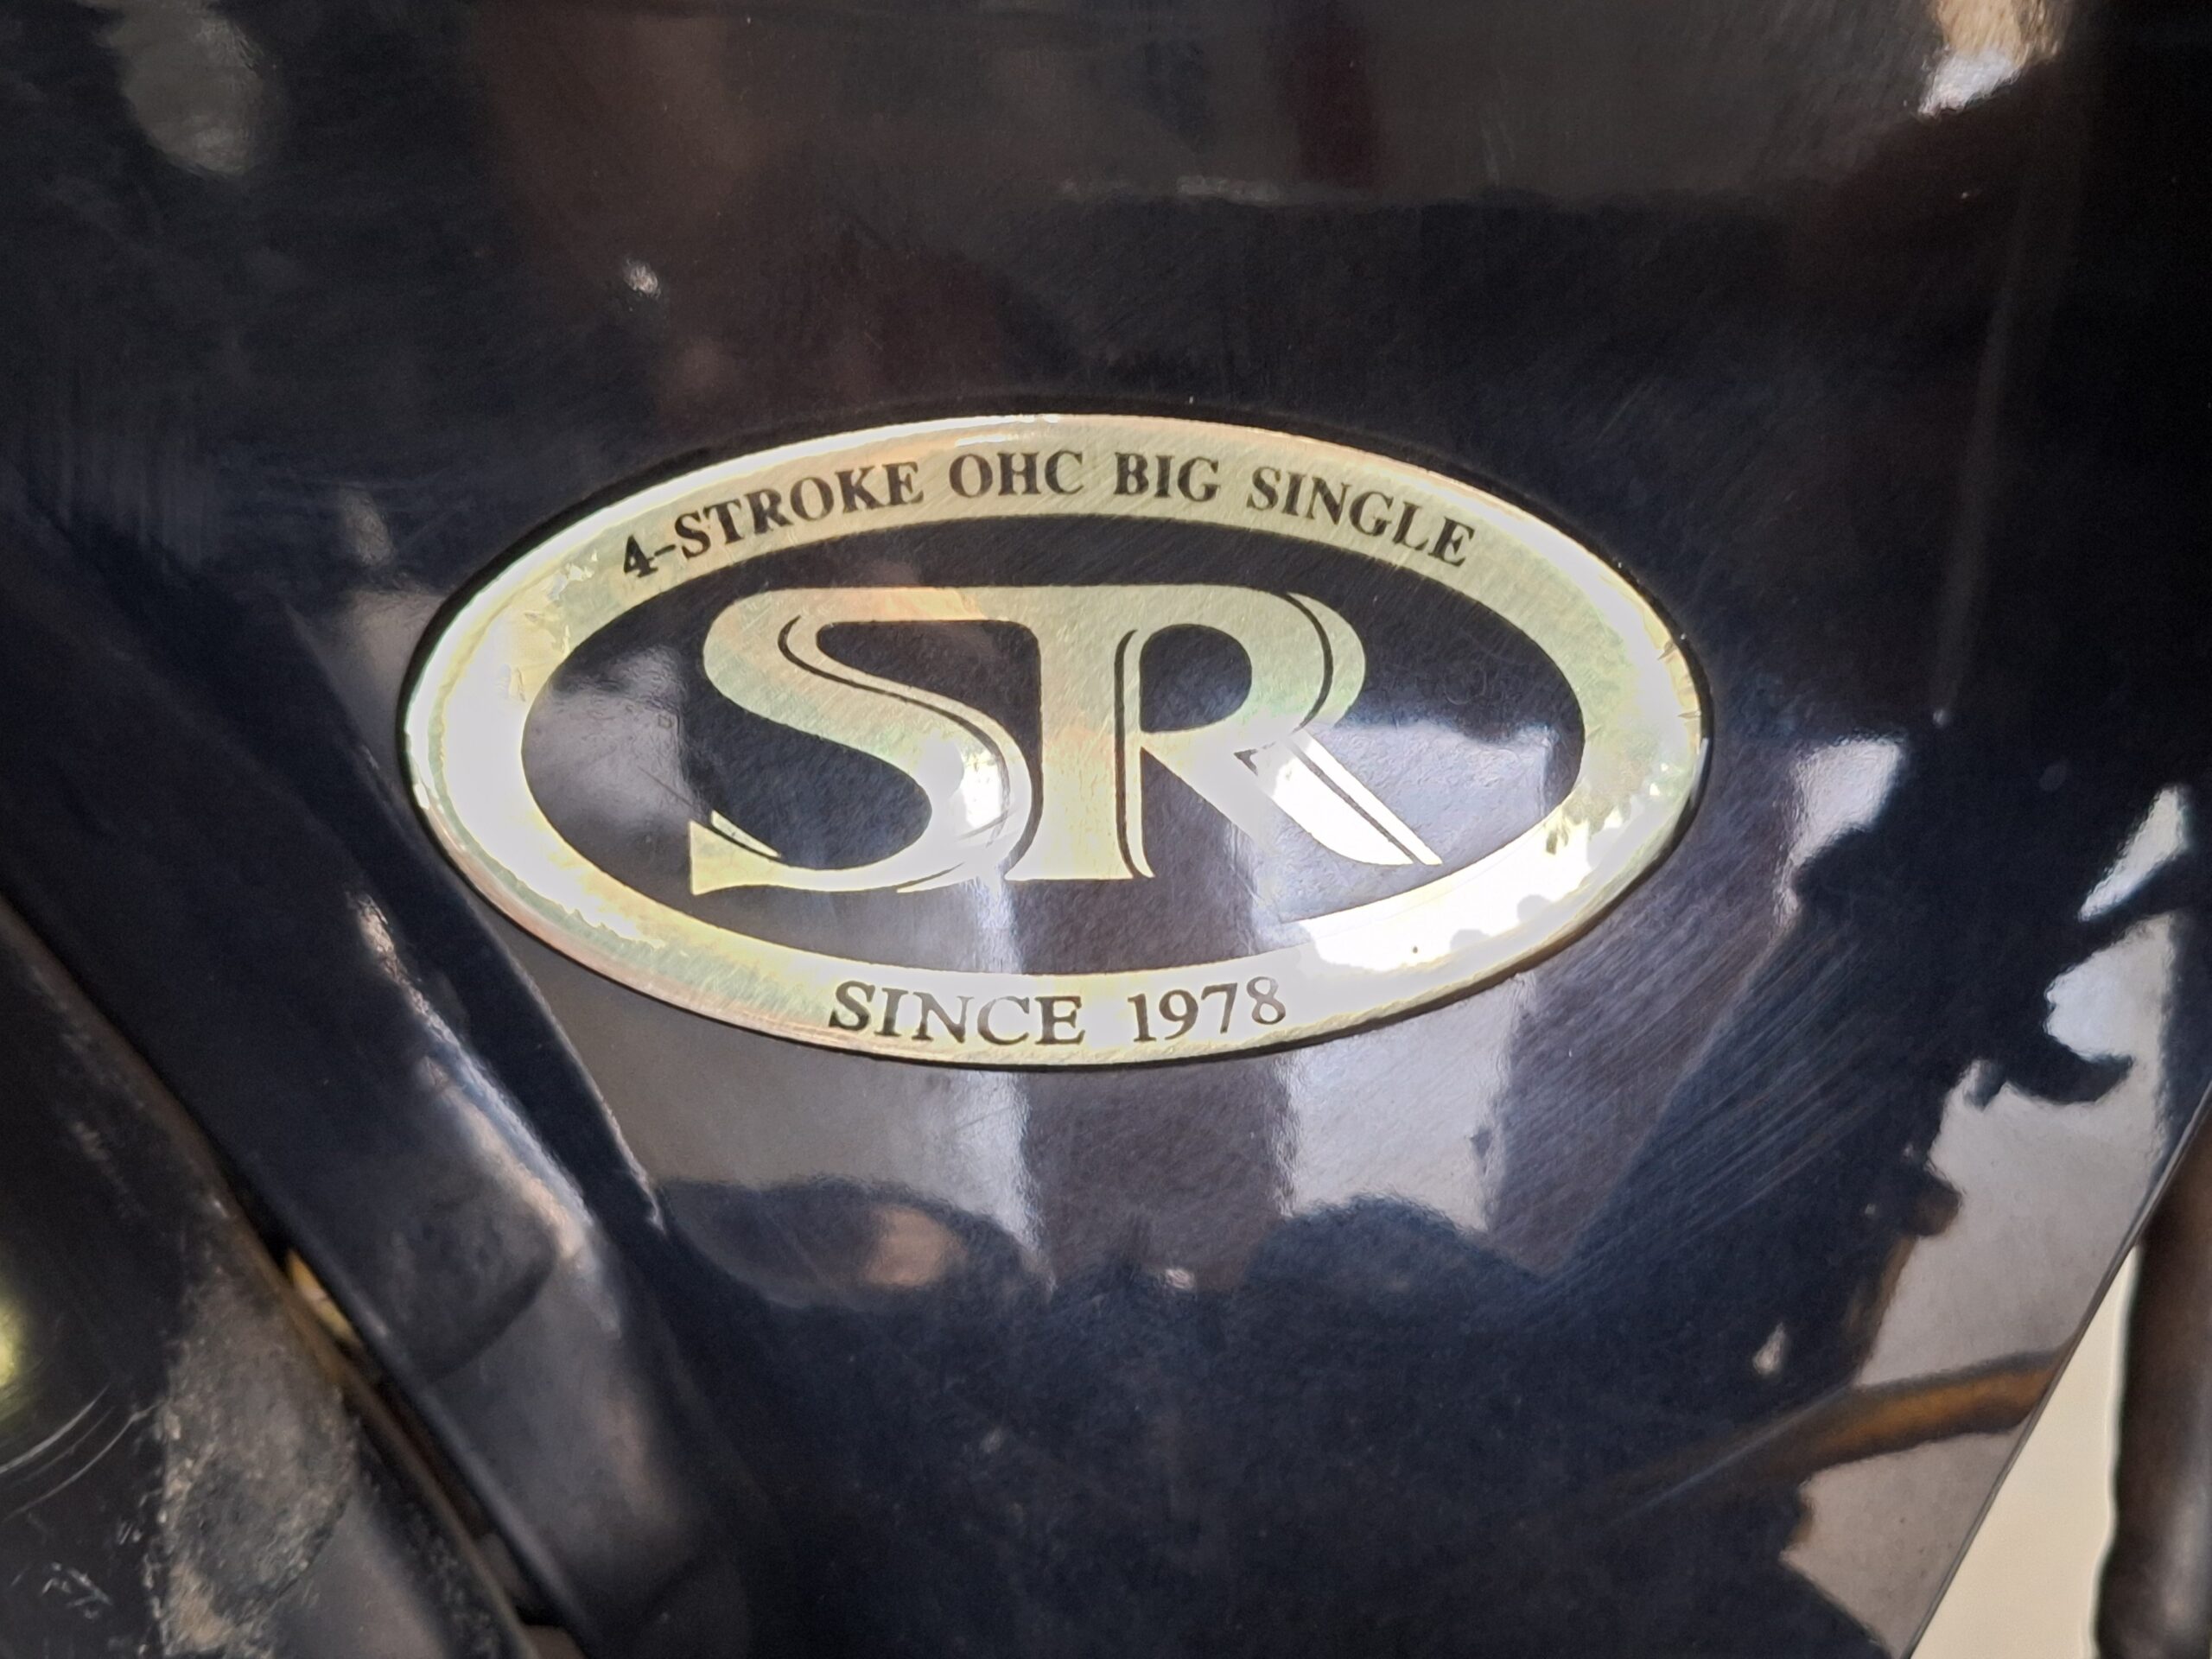 4-STROKE OHC BIG SINGLE
SR
SINCE 1978